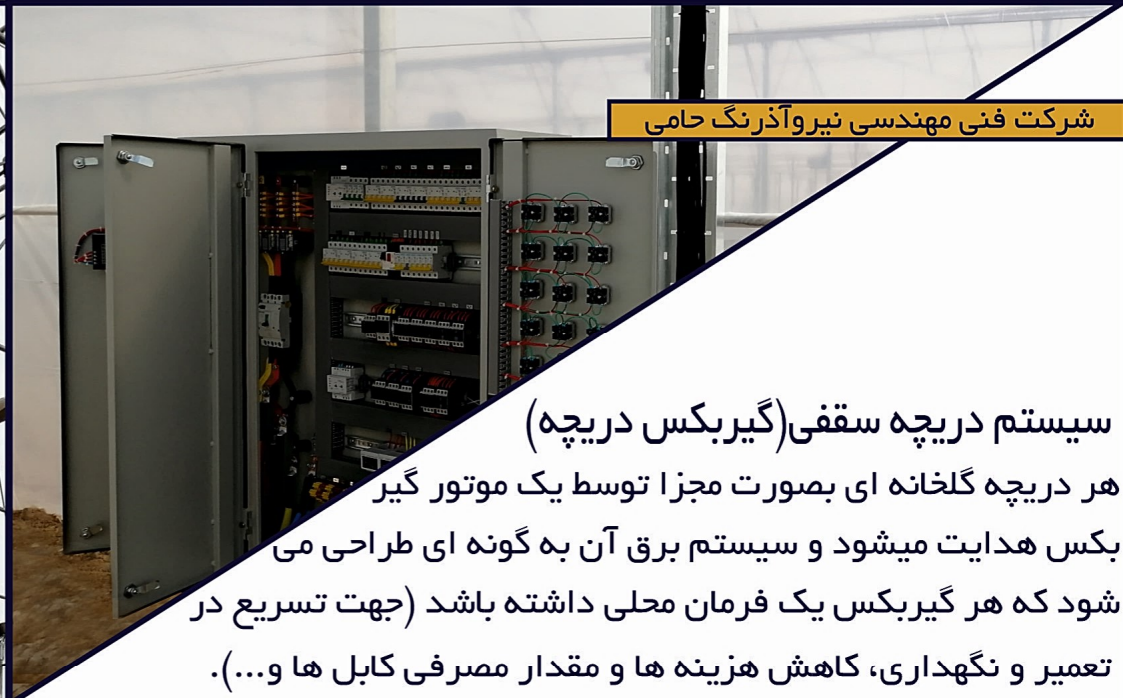 شرکت فنی مهندسی نیروآذرنگ حامی
سیستم دریچه سقفی(گیربکس دریچه)
هر دریچه گلخانه ای بصورت مجزا توسط یک موتور گیر
بکس هدایت میشود و سیستم برق آن به گونه ای طراحی می
شود که هر گیربکس یک فرمان محلی داشته باشد (جهت تسریع در
تعمیر و نگهداری، کاهش هزینه ها و مقدار مصرفی کابل ها و...).